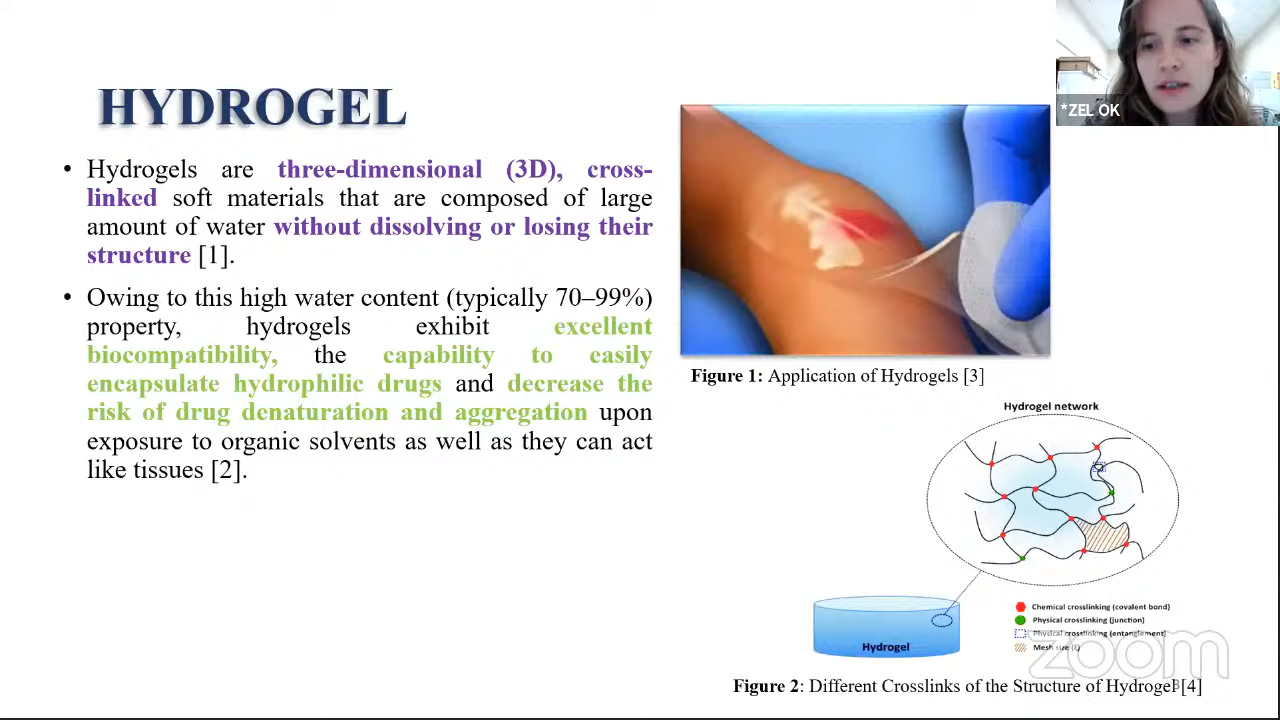 HYDROGEL
• Hydrogels are three-dimensional (3D), cross-
linked soft materials that are composed of large
amount of water without dissolving or losing their
structure [1].
• Owing to this high water content (typically 70–99%)
property, hydrogels exhibit excellent
biocompatibility, the capability to easily
encapsulate hydrophilic drugs and decrease the
risk of drug denaturation and aggregation upon
exposure to organic solvents as well as they can act
like tissues [2].
*ZEL OK
Figure 1: Application of Hydrogels [3]
Hydrogel network
Hydrogel
Chemical crosslinking (covalent bond)
Physical crosslinking (junction)
Physical crosslinking (entanglement)
Mesh size (ξ)
zoom
Figure 2: Different Crosslinks of the Structure of Hydrogel [4]